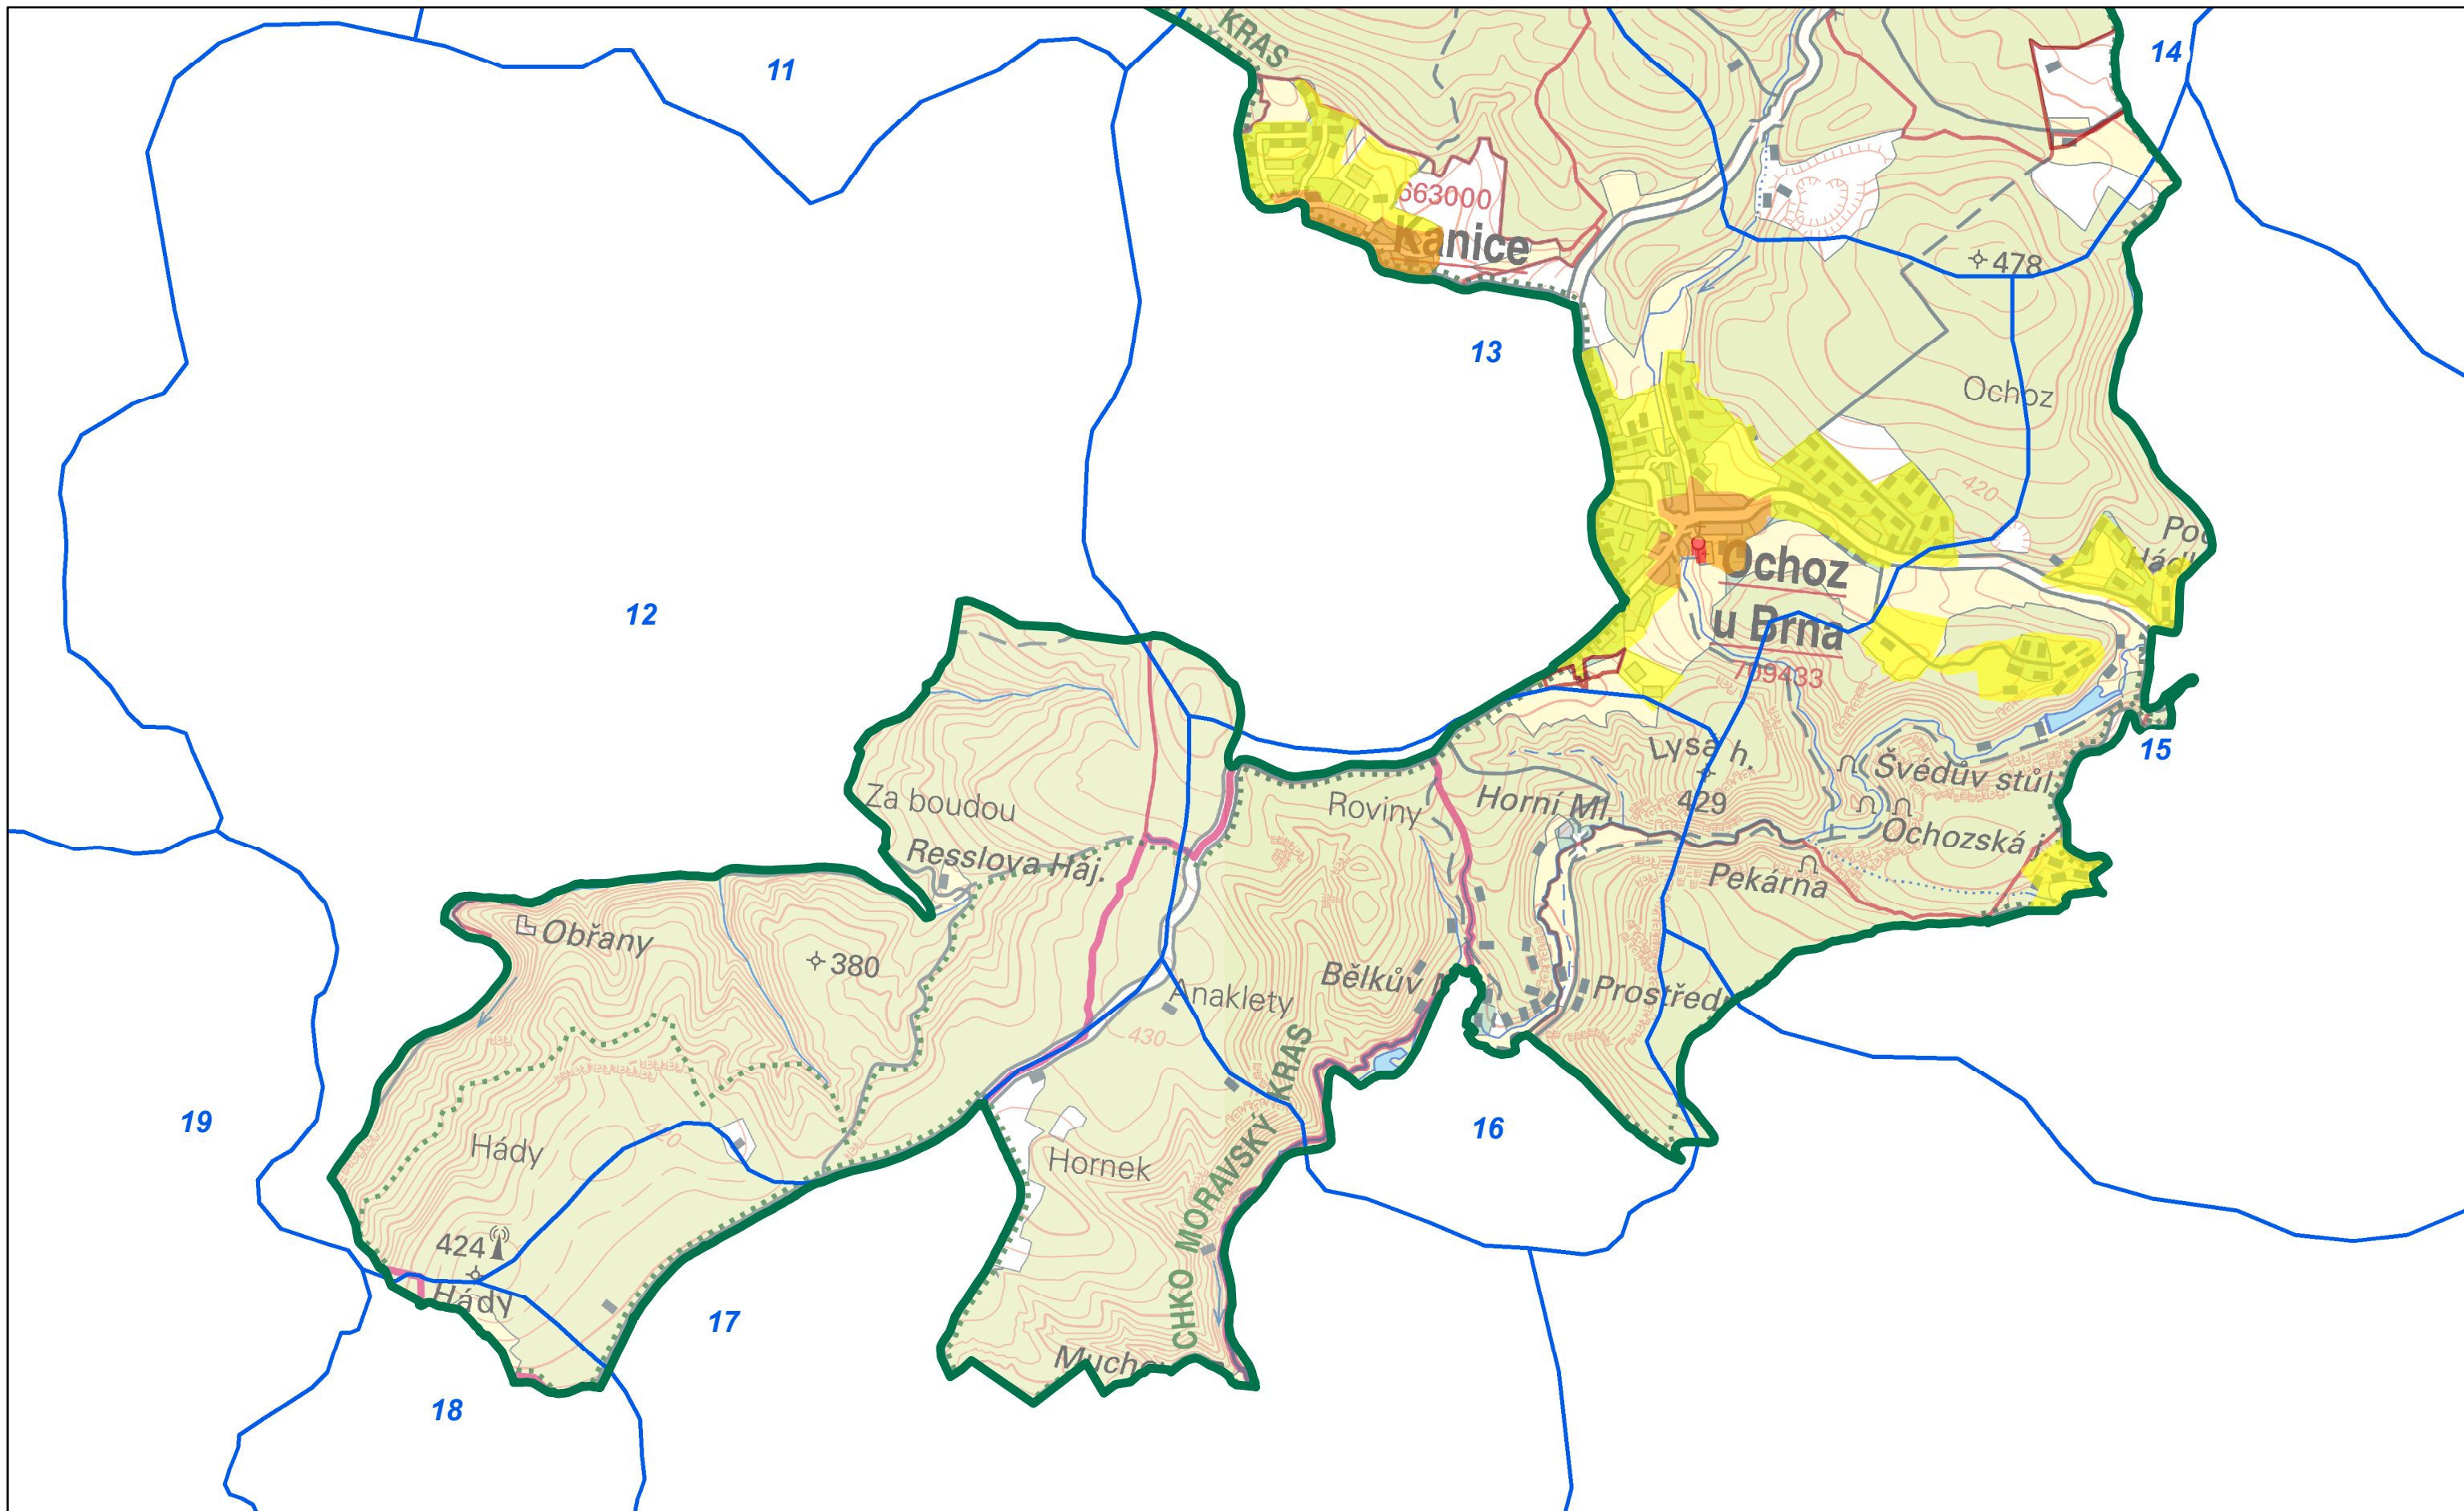 KRAS
11
14
663000
Kanice
478
13
Ochoz
420
Ochoz
u Brna
709433
12
Lysá h.
429
15
Švédův stůl
Za boudou
Roviny
Horní Ml.
Ochozská j
Resslova Háj.
Pekárna
Obřany
380
Bělkův
Anaklety
Prostřed
430
19
Hády
16
Hornek
CHKO MORAVSKÝ KRAS
424
Hády
17
18